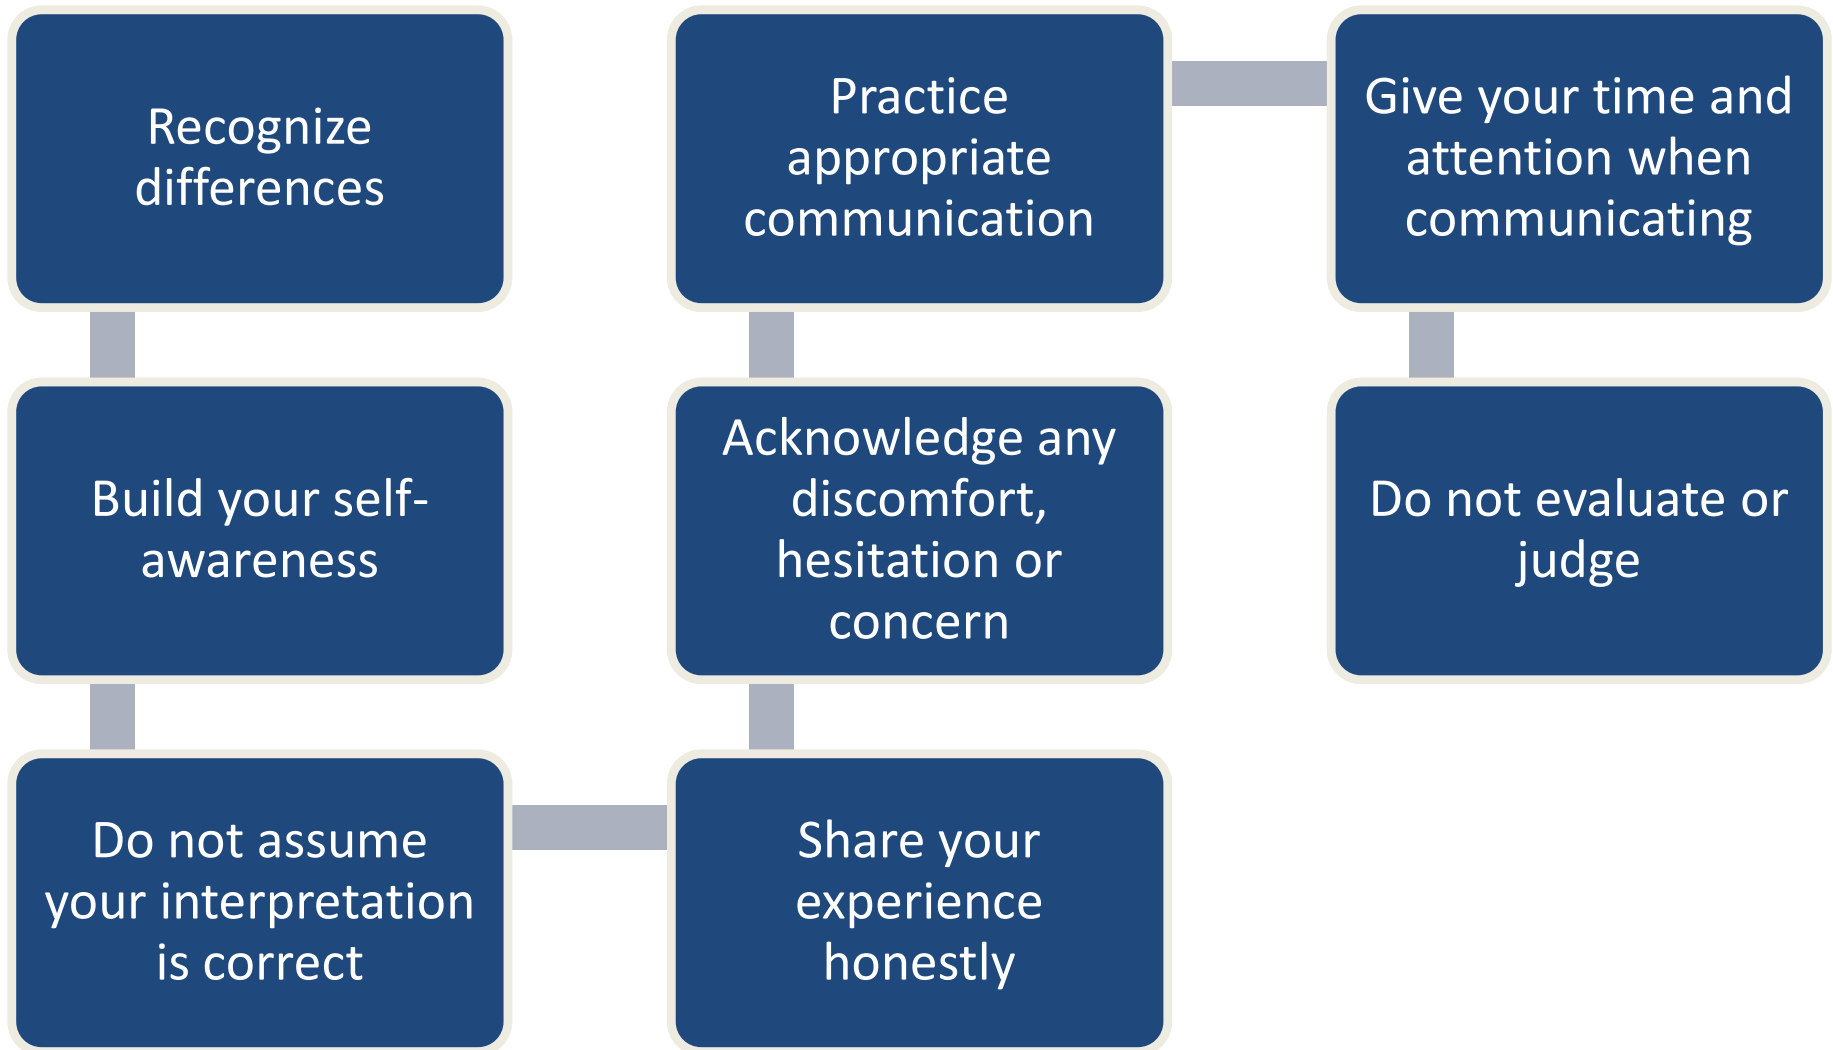 Recognize
differences
Build your self-
awareness
Do not assume
your interpretation
is correct
Share your
experience
honestly
Acknowledge any
discomfort,
hesitation or
concern
Practice
appropriate
communication
Give your time and
attention when
communicating
Do not evaluate or
judge